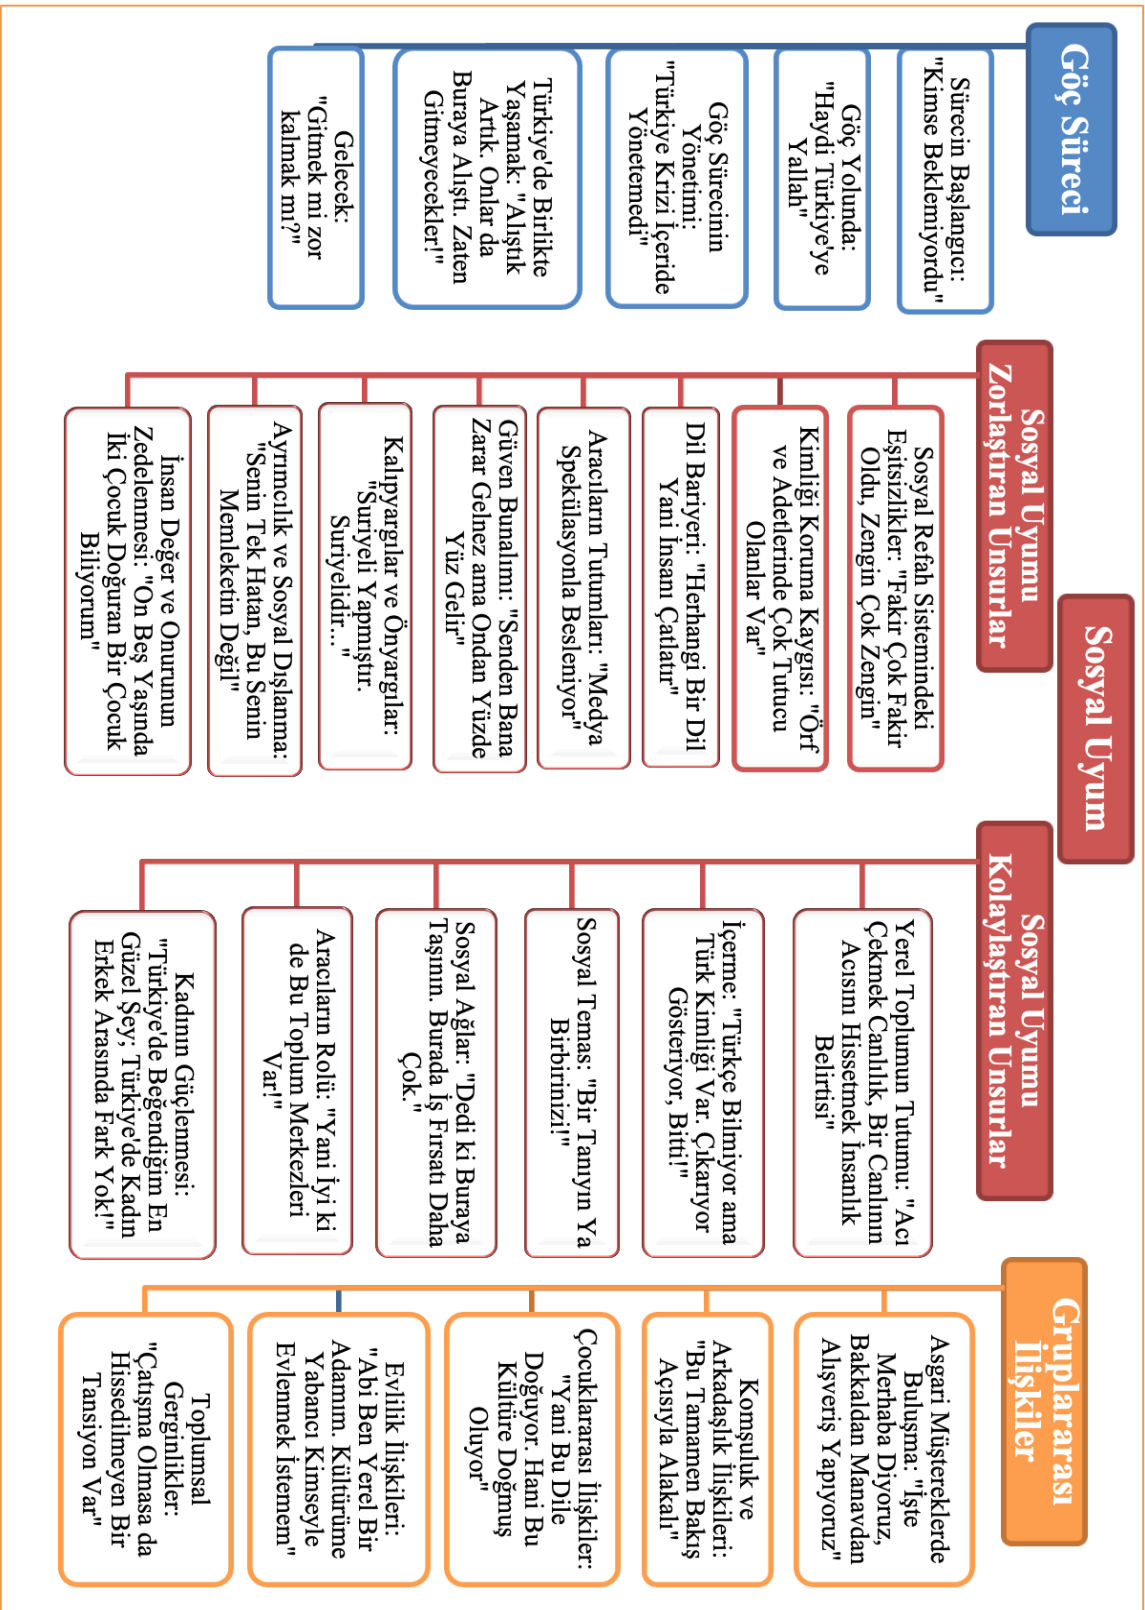 Göç Süreci
Sürecin Başlangıcı:
"Kimse Beklemiyordu"
Göç Yolunda:
"Haydi Türkiye'ye
Yallah"
Göç Sürecinin
Yönetimi:
"Türkiye Krizi İçeride
Yönetemedi"
Türkiye'de Birlikte
Yaşamak: "Alıştık
Artık. Onlar da
Buraya Alıştı. Zaten
Gitmeyecekler!"
Gelecek:
"Gitmek mi zor
kalmak mı?"
Sosyal Uyum
Sosyal Uyumu
Zorlaştıran Unsurlar
Sosyal Refah Sistemindeki
Eşitsizlikler: "Fakir Çok Fakir
Oldu, Zengin Çok Zengin"
Kimliği Koruma Kaygısı: "Örf
ve Adetlerinde Çok Tutucu
Olanlar Var"
Dil Bariyeri: "Herhangi Bir Dil
Yani İnsanı Çatlatır"
Aracıların Tutumları: "Medya
Spekülasyonla Besleniyor"
Güven Bunalımı: "Senden Bana
Zarar Gelnez ama Ondan Yüzde
Yüz Gelir"
Kalıpyargılar ve Önyargılar:
"Suriyeli Yapmıştır.
Suriyelidir..."
Ayrımcılık ve Sosyal Dışlanma:
"Senin Tek Hatan, Bu Senin
Memleketin Değil"
İnsan Değer ve Onurunun
Zedelenmesi: "On Beş Yaşında
İki Çocuk Doğuran Bir Çocuk
Biliyorum"
Sosyal Uyumu
Kolaylaştıran Unsurlar
Yerel Toplumun Tutumu: "Acı
Çekmek Canlılık, Bir Canlının
Acısını Hissetmek İnsanlık
Belirtisi"
İçerme: "Türkçe Bilmiyor ama
Türk Kimliği Var. Çıkarıyor
Gösteriyor, Bitti!"
Sosyal Temas: "Bir Tanıyın Ya
Birbirinizi!"
Sosyal Ağlar: "Dedi ki Buraya
Taşının. Burada İş Fırsatı Daha
Çok."
Aracıların Rolü: "Yani İyi ki
de Bu Toplum Merkezleri
Var!"
Kadının Güçlenmesi:
"Türkiye'de Beğendiğim En
Güzel Şey; Türkiye'de Kadın
Erkek Arasında Fark Yok!"
Gruplararası
İlişkiler
Asgari Müştereklerde
Buluşma: "İşte
Merhaba Diyoruz,
Bakkaldan Manavdan
Alışveriş Yapıyoruz"
Komşuluk ve
Arkadaşlık İlişkileri:
"Bu Tamamen Bakış
Açısıyla Alakalı"
Çocuklararası İlişkiler:
"Yani Bu Dile
Doğuyor. Hani Bu
Kültüre Doğmuş
Oluyor"
Evlilik İlişkileri:
"Abi Ben Yerel Bir
Adamım. Kültürüme
Yabancı Kimseyle
Evlenmek İstemem"
Toplumsal
Gerginlikler:
"Çatışma Olmasa da
Hissedilmeyen Bir
Tansiyon Var"